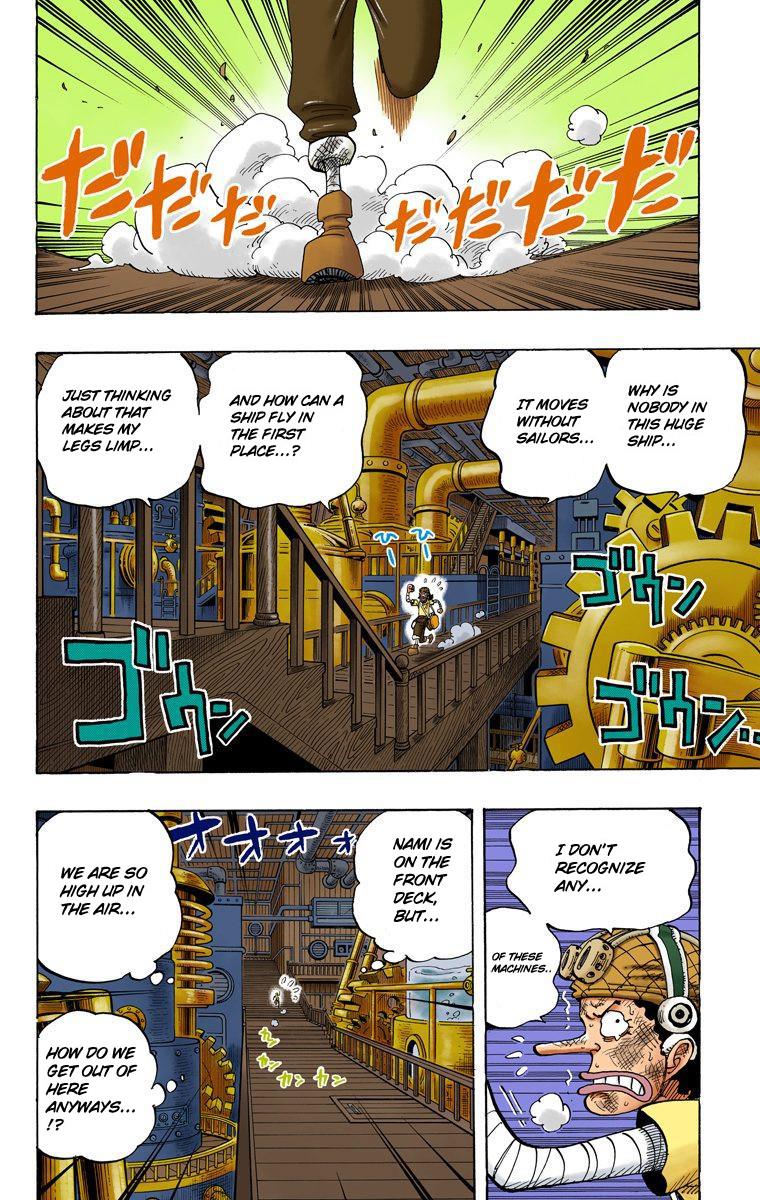 だだだ
だだだだ
WHY IS
NOBODY IN
THIS HUGE
SHIP...
IT MOVES
WITHOUT
SAILORS...
AND HOW CAN A
SHIP FLY IN
THE FIRST
PLACE...?
JUST THINKING
ABOUT THAT
MAKES MY
LEGS LIMP...
ひーひー
ゴウン
ゴウン
ゴウン...
I DON'T
RECOGNIZE
ANY...
OF THESE
MACHINES..
NAMI IS
ON THE
FRONT
DECK,
BUT...
オオオオ
WE ARE SO
HIGH UP IN
THE AIR...
カン
カンカン
HOW DO WE
GET OUT OF
HERE
ANYWAYS...
!?